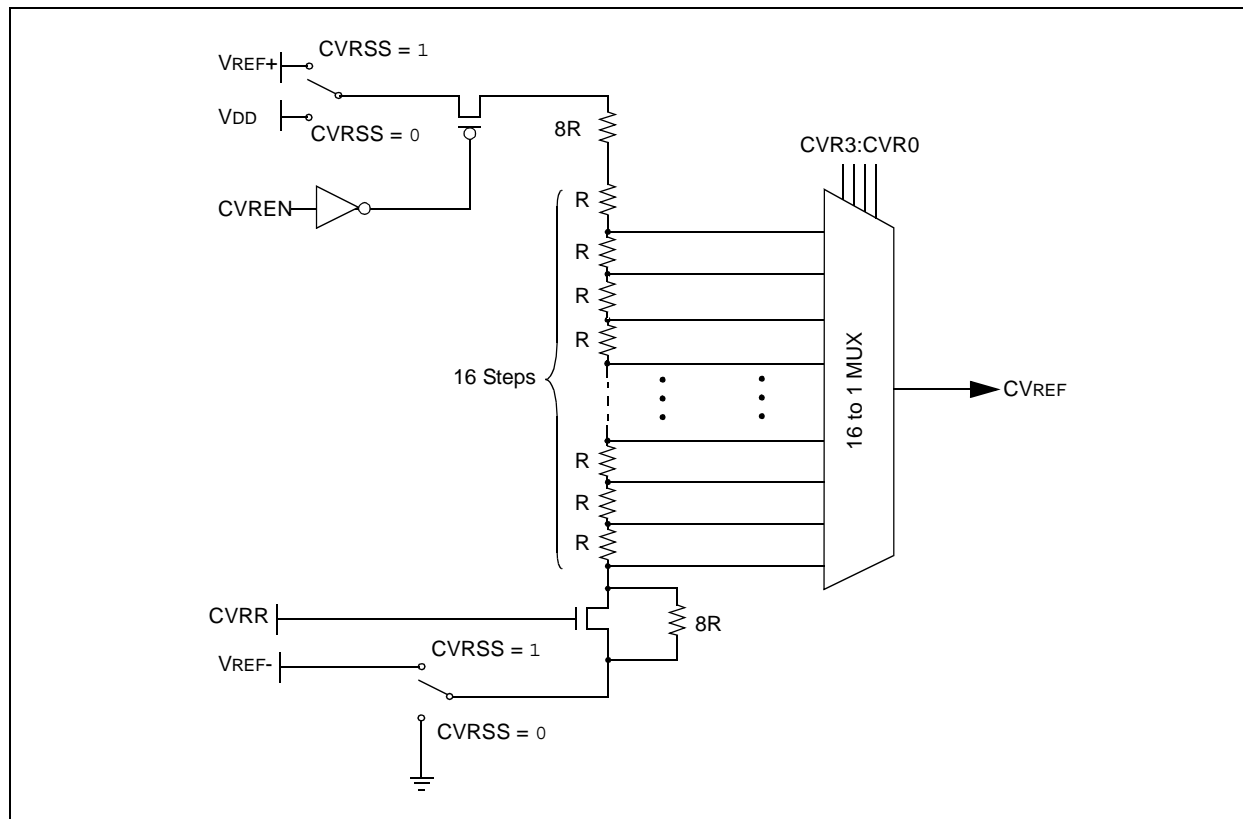 CVRSS = 1
VREF+
VDD
CVRSS = 0
8R
CVREN
CVR3:CVR0
R
R
R
R
16 Steps
16 to 1 MUX
CVREF
R
R
R
CVRR
8R
CVRSS = 1
VREF-
CVRSS = 0